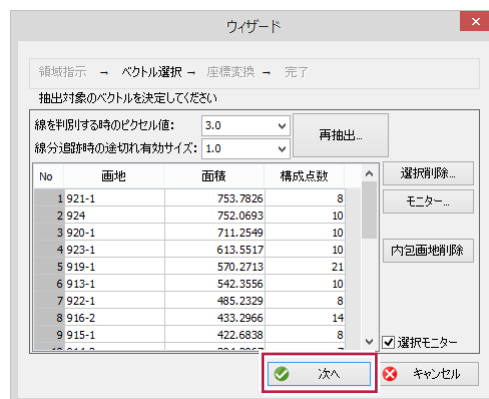 ウィザード
領域指示 → ベクトル選択 → 座標変換 → 完了
抽出対象のベクトルを決定してください
線を判別する時のピクセル値: 3.0
線分追跡時の途切れ有効サイズ: 1.0
再抽出...
No 画地 面積 構成点数
1 921-1 753.7826 8
2 924 752.0693 10
3 920-1 711.2549 10
4 923-1 613.5517 10
5 919-1 570.2713 21
6 913-1 542.3556 10
7 922-1 485.2329 8
8 916-2 433.2966 14
9 915-1 422.6838 8
選択削除...
モニター...
内包画地削除
選択モニター
次へ
キャンセル